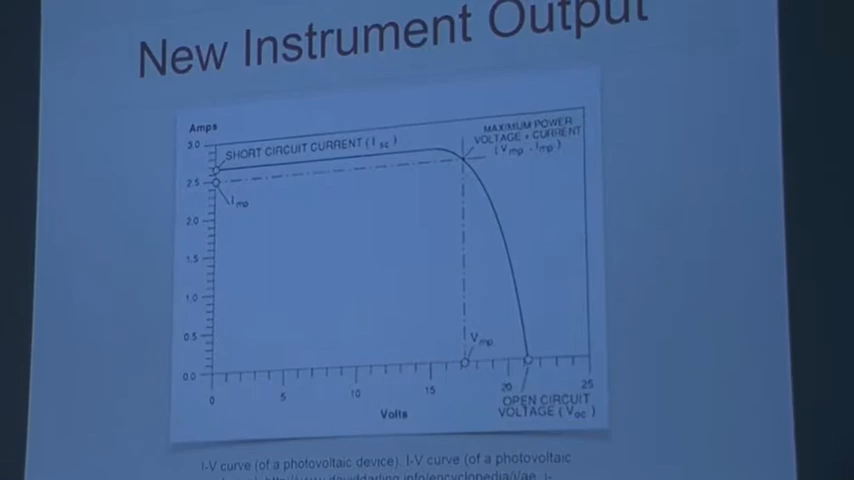 New Instrument Output
Amps
3.0
SHORT CIRCUIT CURRENT (I sc )
MAXIMUM POWER
VOLTAGE + CURRENT
(V mp , I mp )
2.5
I mp
2.0
1.5
1.0
0.5
V mp
0.0
0 5 10 15 20 25
Volts
OPEN CIRCUIT
VOLTAGE (V oc )
I-V curve (of a photovoltaic device). I-V curve (of a photovoltaic